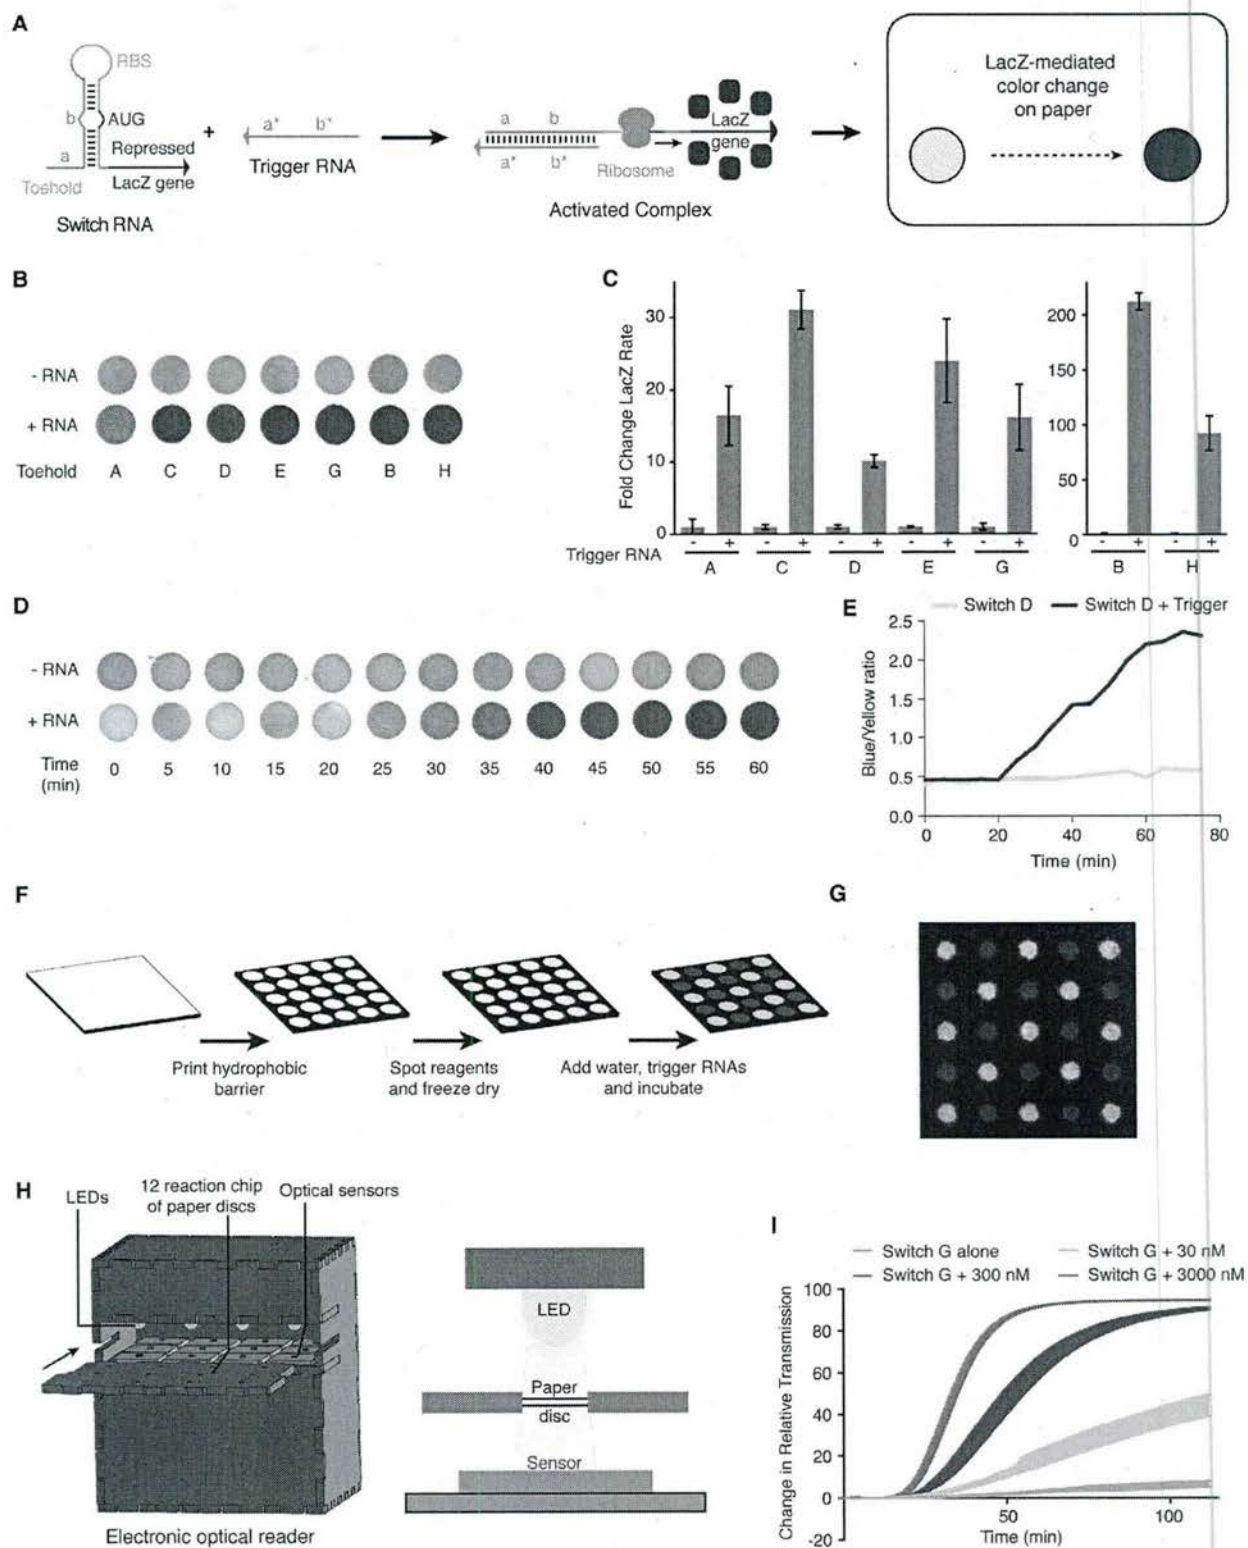 A
RBS
b
AUG
a
Repressed
Toehold
LacZ gene
Switch RNA
+
a* b*
Trigger RNA
a b
a* b*
Ribosome
LacZ
gene
Activated Complex
LacZ-mediated
color change
on paper
B
- RNA
+ RNA
Toehold A C D E G B H
C
Fold Change LacZ Rate
30
20
10
0
200
150
100
50
0
Trigger RNA - + - + - + - + - + - + - +
A C D E G B H
D
- RNA
+ RNA
Time
(min)
0 5 10 15 20 25 30 35 40 45 50 55 60
E
Switch D Switch D + Trigger
Blue/Yellow ratio
2.5
2.0
1.5
1.0
0.5
0.0
0 20 40 60 80
Time (min)
F
Print hydrophobic
barrier
Spot reagents
and freeze dry
Add water, trigger RNAs
and incubate
G
H
LEDs
12 reaction chip
of paper discs
Optical sensors
Electronic optical reader
LED
Paper
disc
Sensor
I
Switch G alone Switch G + 30 nM
Switch G + 300 nM Switch G + 3000 nM
Change in Relative Transmission
100
80
60
40
20
0
-20
50 100
Time (min)